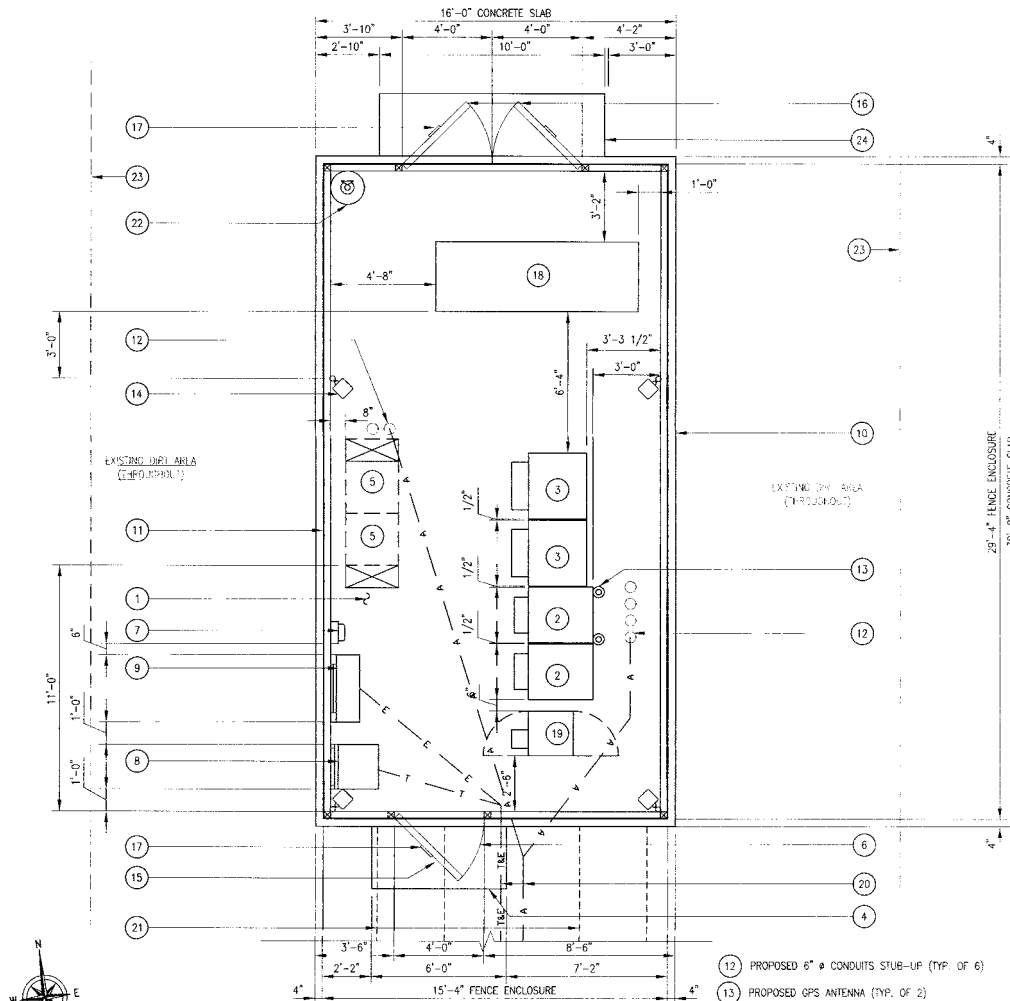 16'-0" CONCRETE SLAB
3'-10" 4'-0" 4'-0" 4'-2"
2'-10" 10'-0" 3'-0"
17
16
24
4"
23
1'-0"
22
3'-2"
23
18
4'-8"
12
3'-0"
3'-3 1/2"
3'-0"
6'-4"
14
8"
10
EXISTING DIRT AREA
(THROUGHOUT)
EXISTING DIRT AREA
(THROUGHOUT)
5
3
1/2"
29'-4" FENCE ENCLOSURE
5
3
11
A
13
1
1/2"
2
7
1/2"
12
6"
9
2
A
11'-0"
6"
1'-0"
E
E
E
19
8
T
T
A
A
1'-0"
2'-6"
A
A
4"
17
6
15
T&E
20
T&E
A
4
21
3'-6" 4'-0" 8'-6"
2'-2" 6'-0" 7'-2"
4" 15'-4" FENCE ENCLOSURE 4"
N
W
E
12 PROPOSED 6" ø CONDUITS STUB-UP (TYP. OF 6)
13 PROPOSED GPS ANTENNA (TYP. OF 2)